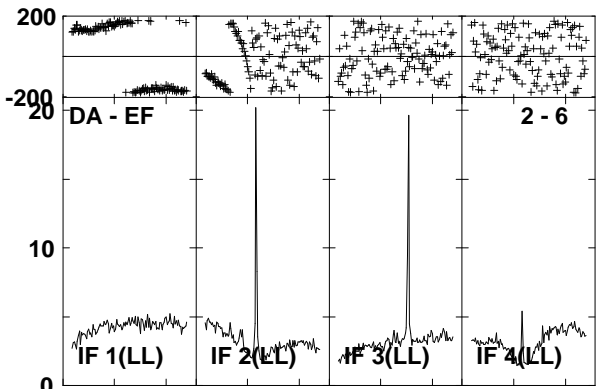 200
-200
20
DA - EF
2 - 6
10
0
IF 1(LL)
IF 2(LL)
IF 3(LL)
IF 4(LL)